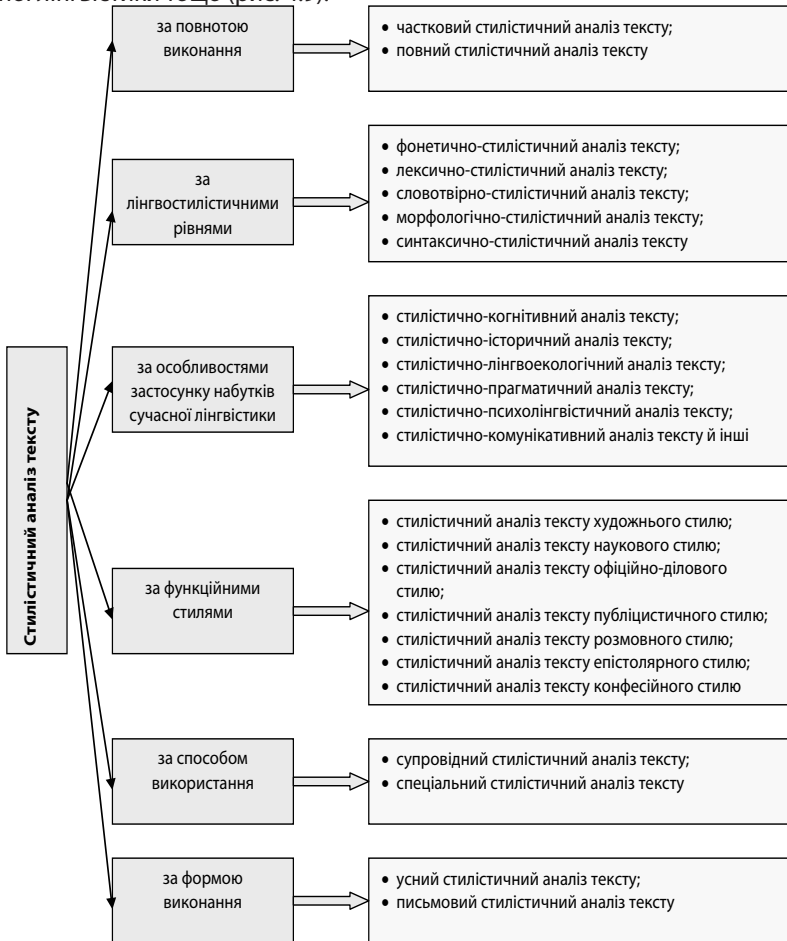 тощо (рис.
за повнотою
виконання
• частковий стилістичний аналіз тексту;
• повний стилістичний аналіз тексту
за
лінгвостилістичними
рівнями
• фонетично-стилістичний аналіз тексту;
• лексично-стилістичний аналіз тексту;
• словотвірно-стилістичний аналіз тексту;
• морфологічно-стилістичний аналіз тексту;
• синтаксично-стилістичний аналіз тексту
Стилістичний аналіз тексту
за особливостями
застосунку набутків
сучасної лінгвістики
• стилістично-когнітивний аналіз тексту;
• стилістично-історичний аналіз тексту;
• стилістично-лінгвоекологічний аналіз тексту;
• стилістично-прагматичний аналіз тексту;
• стилістично-психолінгвістичний аналіз тексту;
• стилістично-комунікативний аналіз тексту й інші
за функційними
стилями
• стилістичний аналіз тексту художнього стилю;
• стилістичний аналіз тексту наукового стилю;
• стилістичний аналіз тексту офіційно-ділового
стилю;
• стилістичний аналіз тексту публіцистичного стилю;
• стилістичний аналіз тексту розмовного стилю;
• стилістичний аналіз тексту епістолярного стилю;
• стилістичний аналіз тексту конфесійного стилю
за способом
використання
• супровідний стилістичний аналіз тексту;
• спеціальний стилістичний аналіз тексту
за формою
виконання
• усний стилістичний аналіз тексту;
• письмовий стилістичний аналіз тексту